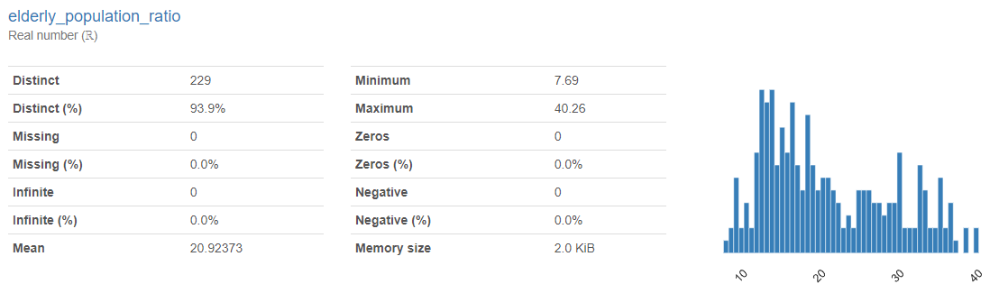 elderly_population_ratio
Real number (ℝ)
Distinct 229
Distinct (%) 93.9%
Missing 0
Missing (%) 0.0%
Infinite 0
Infinite (%) 0.0%
Mean 20.92373
Minimum 7.69
Maximum 40.26
Zeros 0
Zeros (%) 0.0%
Negative 0
Negative (%) 0.0%
Memory size 2.0 KiB
10 20 30 40